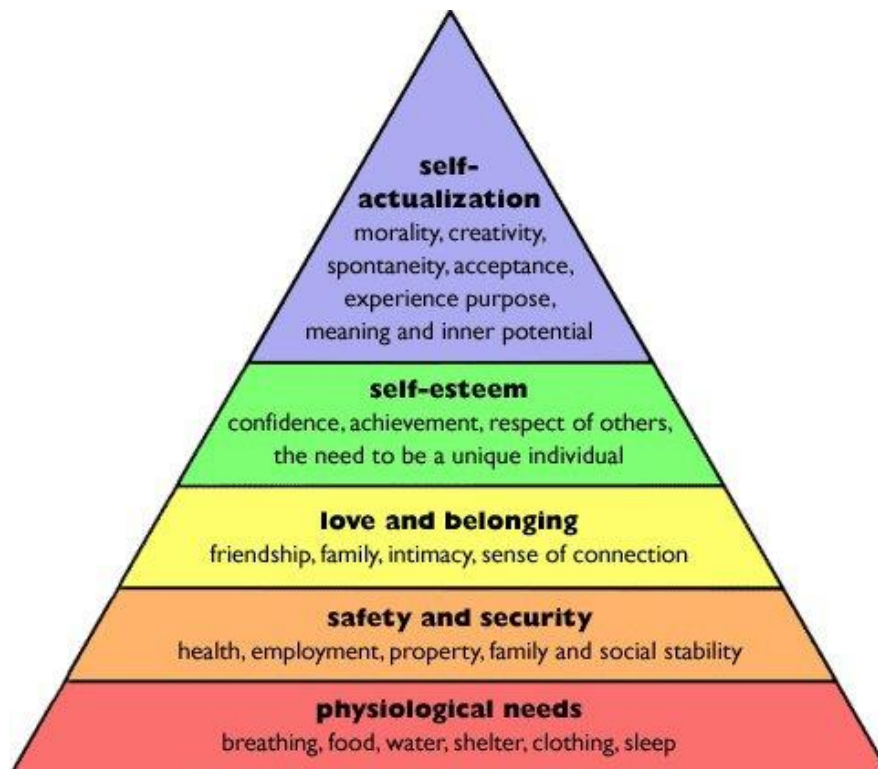 self-
actualization
morality, creativity,
spontaneity, acceptance,
experience purpose,
meaning and inner potential
self-esteem
confidence, achievement, respect of others,
the need to be a unique individual
love and belonging
friendship, family, intimacy, sense of connection
safety and security
health, employment, property, family and social stability
physiological needs
breathing, food, water, shelter, clothing, sleep